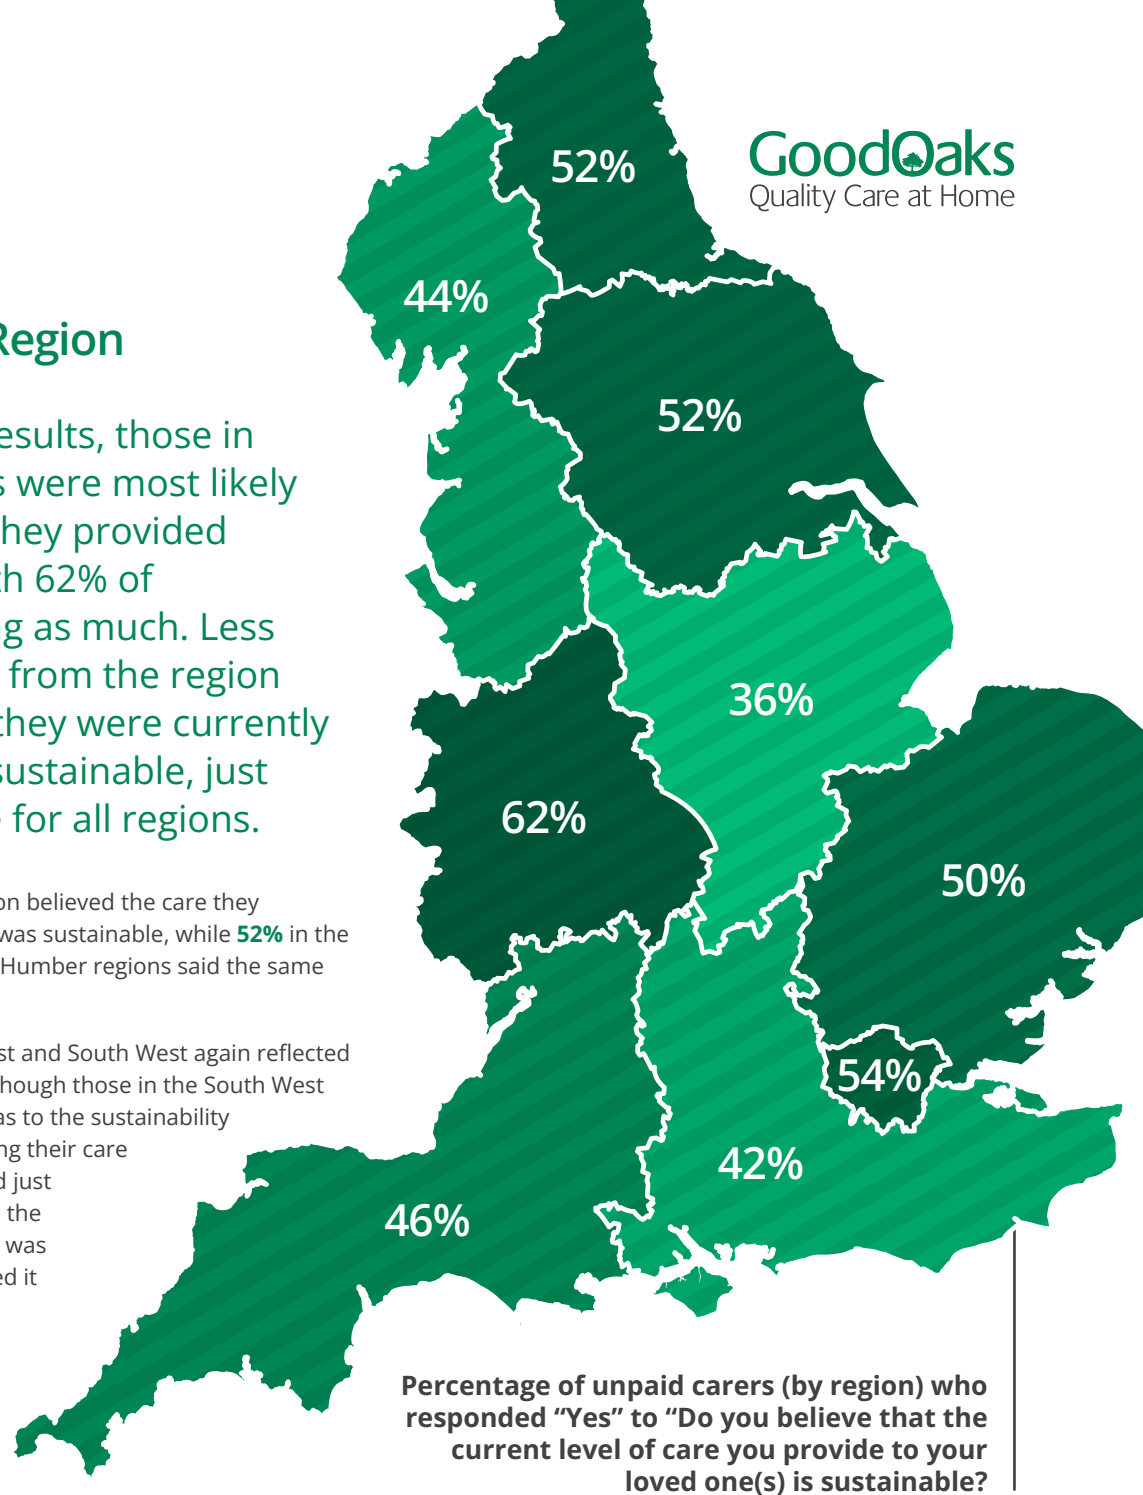 GoodOaks
Quality Care at Home
52%
44%
52%
36%
62%
50%
54%
42%
46%
Region
esults, those in
s were most likely
hey provided
th 62% of
g as much. Less
from the region
they were currently
sustainable, just
for all regions.
on believed the care they
was sustainable, while 52% in the
Humber regions said the same
st and South West again reflected
though those in the South West
as to the sustainability
ng their care
d just
the
was
ed it
Percentage of unpaid carers (by region) who
responded “Yes” to “Do you believe that the
current level of care you provide to your
loved one(s) is sustainable?